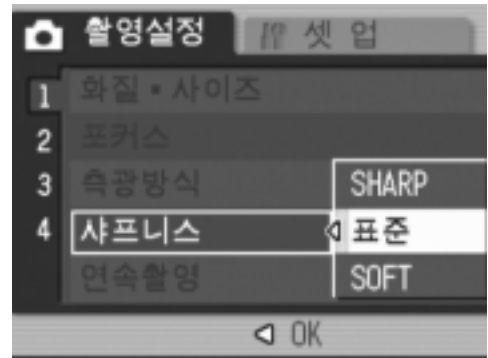 촬영설정 셋 업
1 화질•사이즈
2 포커스
3 측광방식 SHARP
4 샤프니스 표준
연속촬영 SOFT
OK